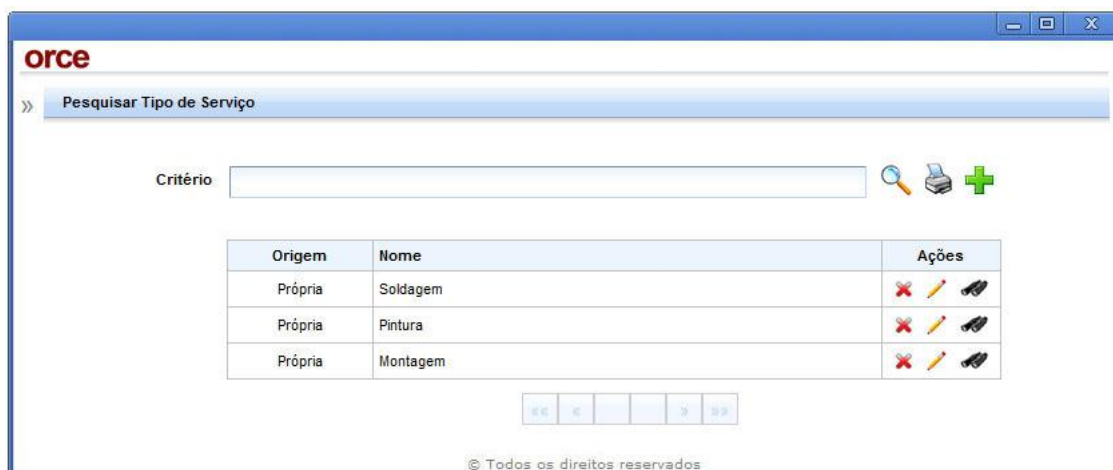 orce
» Pesquisar Tipo de Serviço
Critério
Origem Nome Ações
Própria Soldagem
Própria Pintura
Própria Montagem
«« « » »»
© Todos os direitos reservados